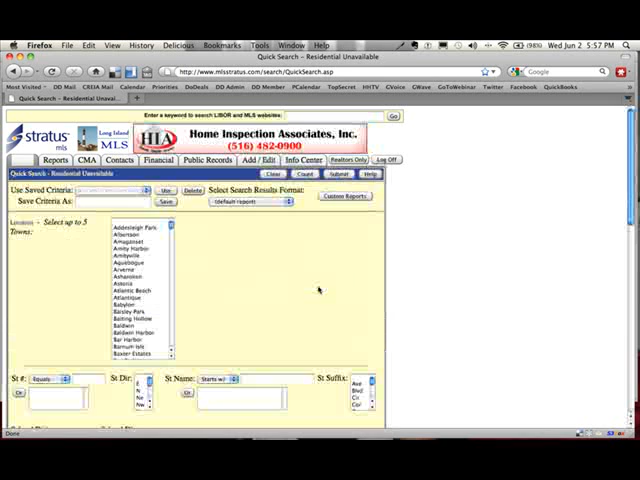 Firefox File Edit View History Delicious Bookmarks Tools Window Help (98%) Wed Jun 2 5:57 PM
Quick Search - Residential Unavailable
http://www.mlsstratus.com/search/QuickSearch.asp
Google
Most Visited DD Mail CREIA Mail Calendar Priorities DoDeals DD Admin DD Member PCalendar TopSecret HHTV GVoice GWave GoToWebinar Twitter Facebook QuickBooks
Quick Search - Residential Unavail...
Enter a keyword to search LIBOR and MLS websites: Go
stratus mls
Long Island MLS
HIA
Home Inspection Associates, Inc.
(516) 482-0900
Reports CMA Contacts Financial Public Records Add / Edit Info Center Realtors Only Log Off
Quick Search - Residential Unavailable Clear Count Submit Help
Use Saved Criteria: Use Delete Select Search Results Format:
Save Criteria As: Save (default report) Custom Reports
Location - Select up to 5
Towns:
Addesleigh Park
Albertson
Amagansett
Amity Harbor
Amityville
Aquebogue
Arverne
Asharoken
Astoria
Atlantic Beach
Atlantique
Babylon
Baisley Park
Baiting Hollow
Baldwin
Baldwin Harbor
Bar Harbor
Barnum Isle
Baxter Estates
St #: Equals St Dir: E N Ne Nw St Name: Starts w/ St Suffix: Ave Blvd Cir
Or Or
Done